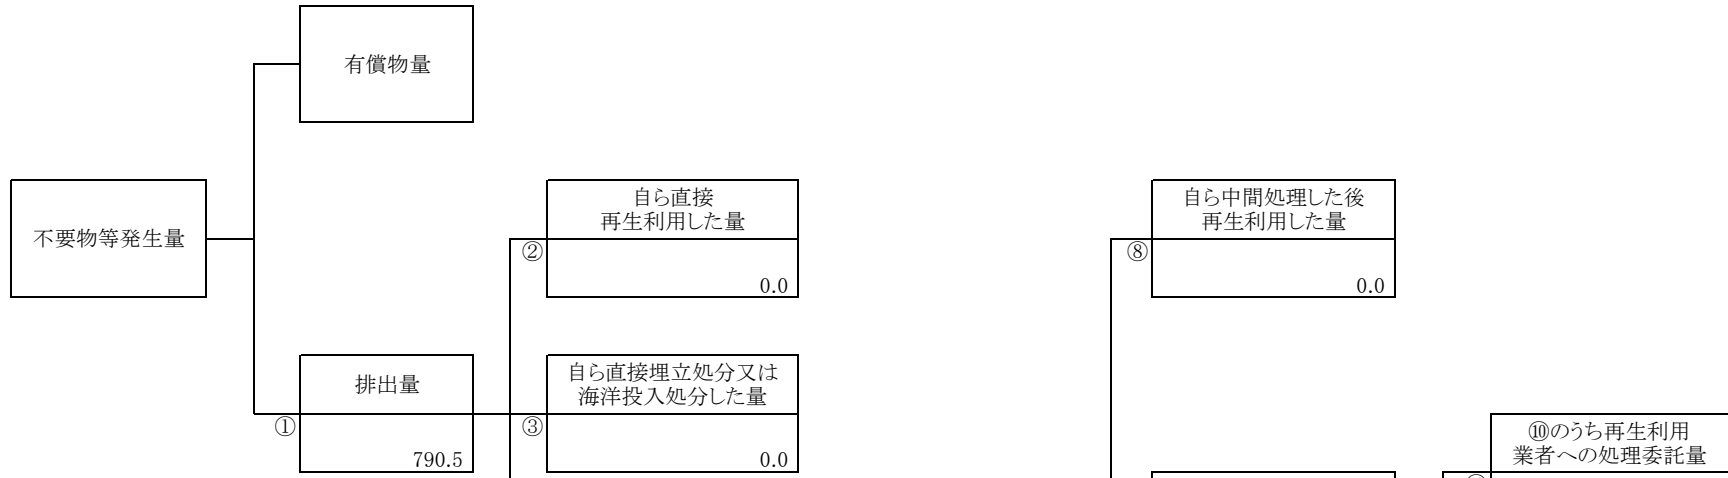 有償物量
不要物等発生量
自ら直接
再生利用した量
②
0.0
自ら中間処理した後
再生利用した量
⑧
0.0
排出量
①
790.5
自ら直接埋立処分又は
海洋投入処分した量
③
0.0
⑩のうち再生利用
業者への処理委託量